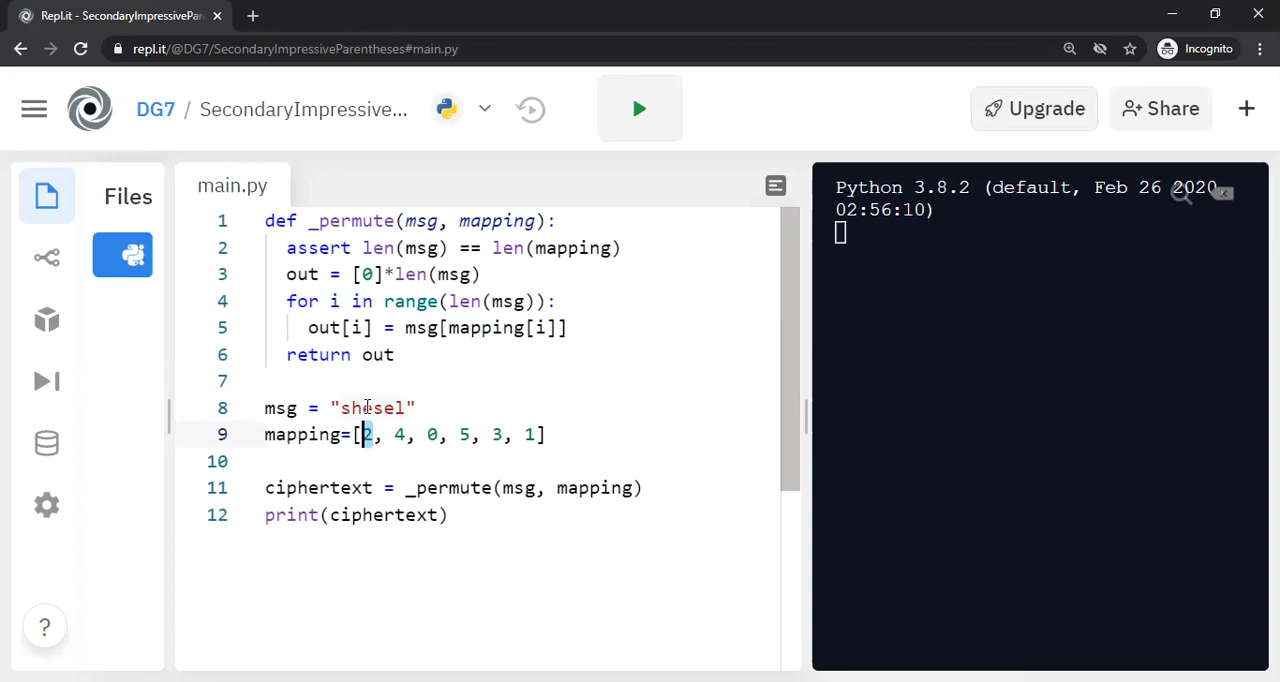 Repl.it - SecondaryImpressivePar
repl.it/@DG7/SecondaryImpressiveParentheses#main.py
Incognito
DG7 / SecondaryImpressive...
Upgrade
Share
Files
main.py
1 def _permute(msg, mapping):
2 assert len(msg) == len(mapping)
3 out = [0]*len(msg)
4 for i in range(len(msg)):
5 out[i] = msg[mapping[i]]
6 return out
7
8 msg = "shesel"
9 mapping=[2, 4, 0, 5, 3, 1]
10
11 ciphertext = _permute(msg, mapping)
12 print(ciphertext)
Python 3.8.2 (default, Feb 26 2020,
02:56:10)
?